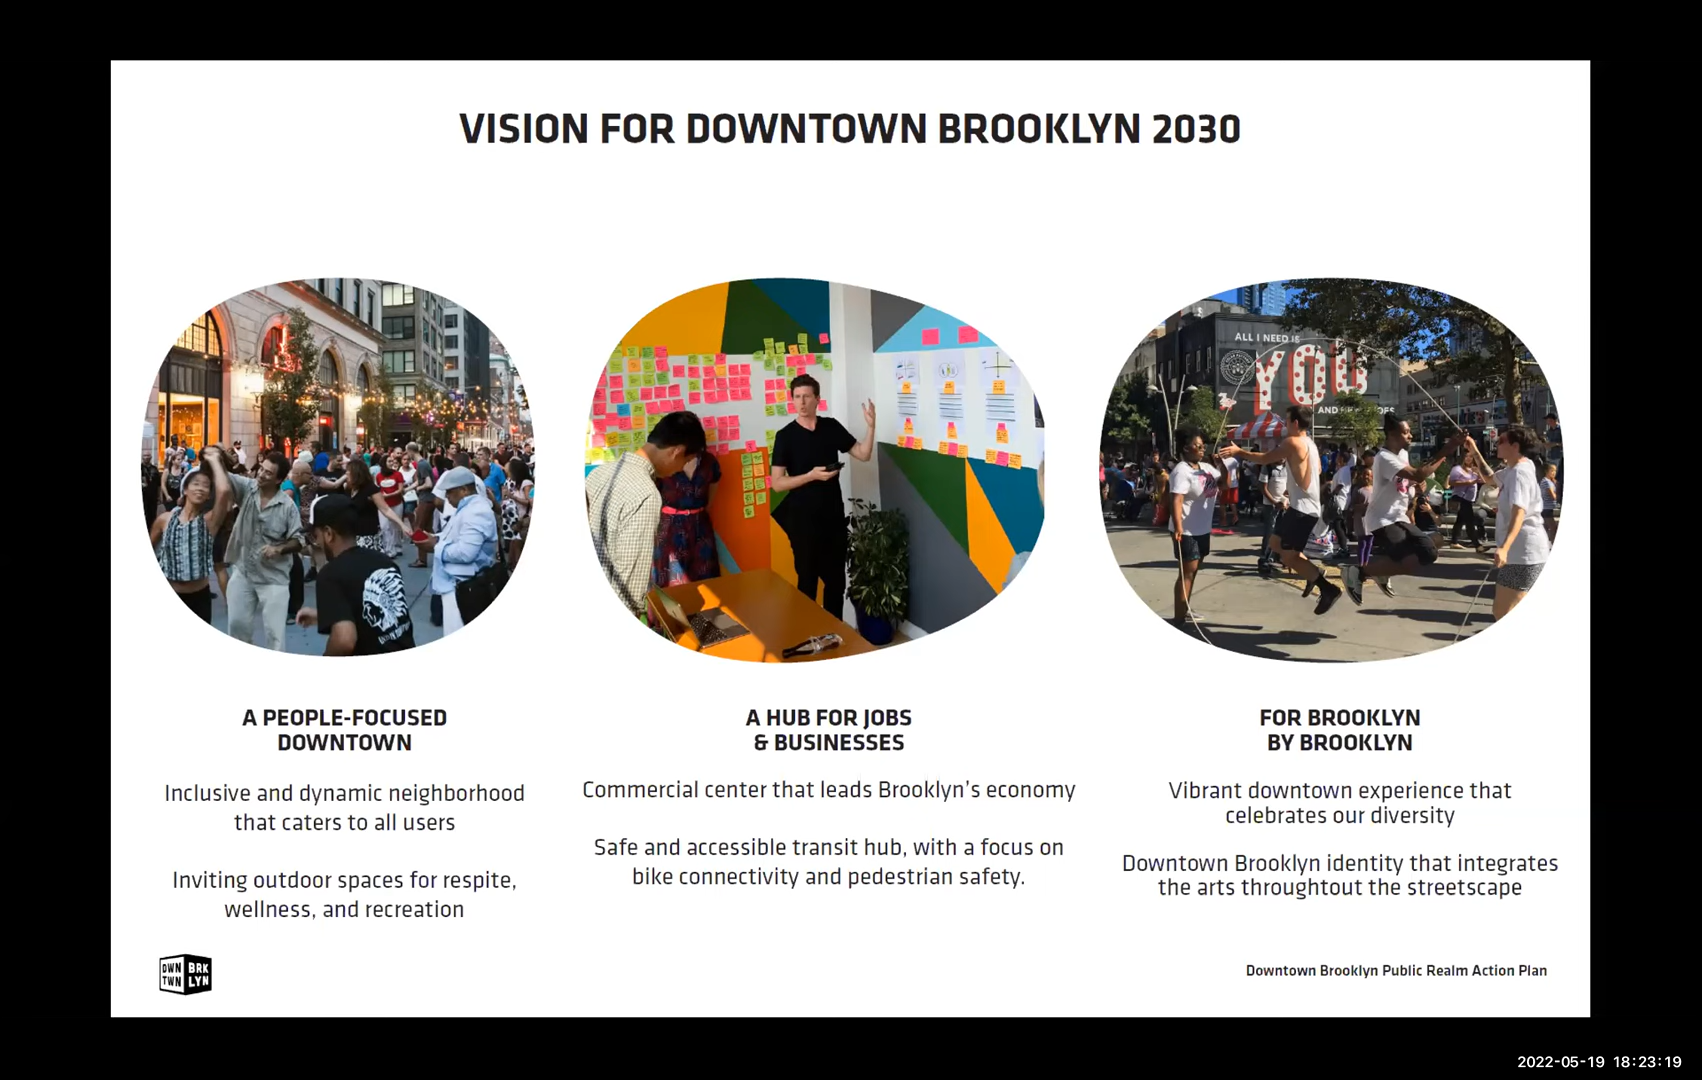 VISION FOR DOWNTOWN BROOKLYN 2030
ALL I NEED IS
YOU
A PEOPLE-FOCUSED
DOWNTOWN
Inclusive and dynamic neighborhood
that caters to all users
Inviting outdoor spaces for respite,
wellness, and recreation
A HUB FOR JOBS
& BUSINESSES
Commercial center that leads Brooklyn's economy
Safe and accessible transit hub, with a focus on
bike connectivity and pedestrian safety.
FOR BROOKLYN
BY BROOKLYN
Vibrant downtown experience that
celebrates our diversity
Downtown Brooklyn identity that integrates
the arts throughtout the streetscape
DWN BRK
TWN LYN
Downtown Brooklyn Public Realm Action Plan
2022-05-19 18:23:19